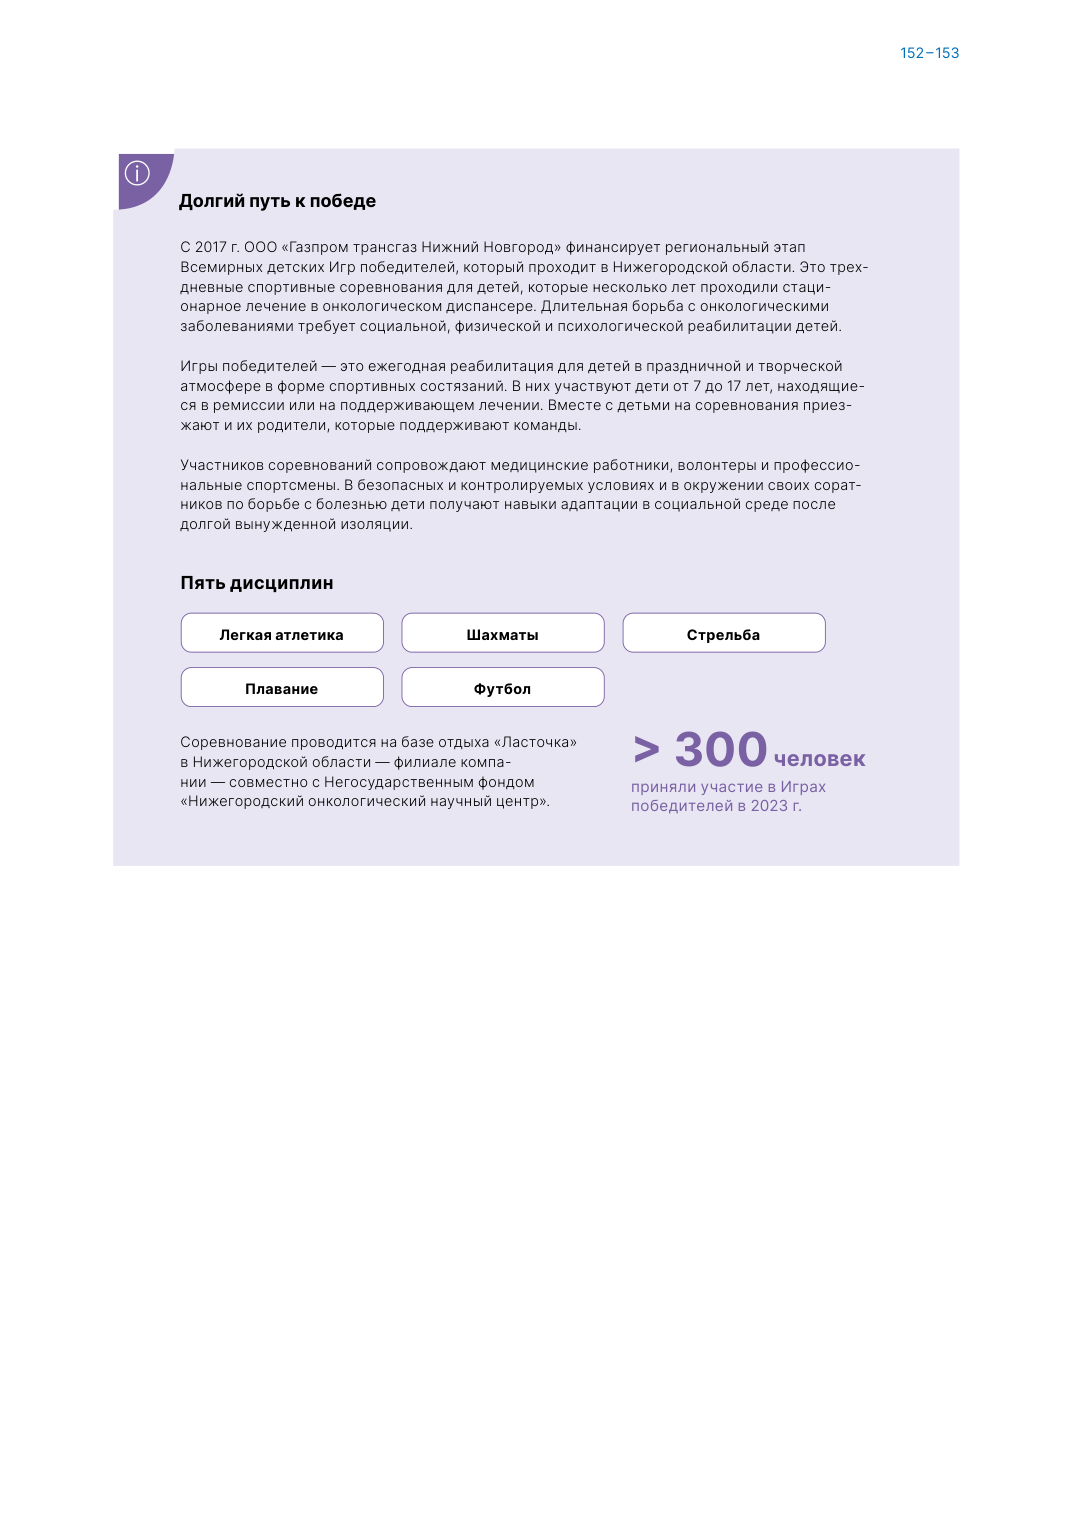 152–153
Долгий путь к победе
С 2017 г. ООО «Газпром трансгаз Нижний Новгород» финансирует региональный этап
Всемирных детских Игр победителей, который проходит в Нижегородской области. Это трех-
дневные спортивные соревнования для детей, которые несколько лет проходили стаци-
онарное лечение в онкологическом диспансере. Длительная борьба с онкологическими
заболеваниями требует социальной, физической и психологической реабилитации детей.
Игры победителей — это ежегодная реабилитация для детей в праздничной и творческой
атмосфере в форме спортивных состязаний. В них участвуют дети от 7 до 17 лет, находящие-
ся в ремиссии или на поддерживающем лечении. Вместе с детьми на соревнования приез-
жают и их родители, которые поддерживают команды.
Участников соревнований сопровождают медицинские работники, волонтеры и профессио-
нальные спортсмены. В безопасных и контролируемых условиях и в окружении своих сорат-
ников по борьбе с болезнью дети получают навыки адаптации в социальной среде после
долгой вынужденной изоляции.
Пять дисциплин
Легкая атлетика
Шахматы
Стрельба
Плавание
Футбол
Соревнование проводится на базе отдыха «Ласточка»
в Нижегородской области — филиале компа-
нии — совместно с Негосударственным фондом
«Нижегородский онкологический научный центр».
> 300 человек
приняли участие в Играх
победителей в 2023 г.